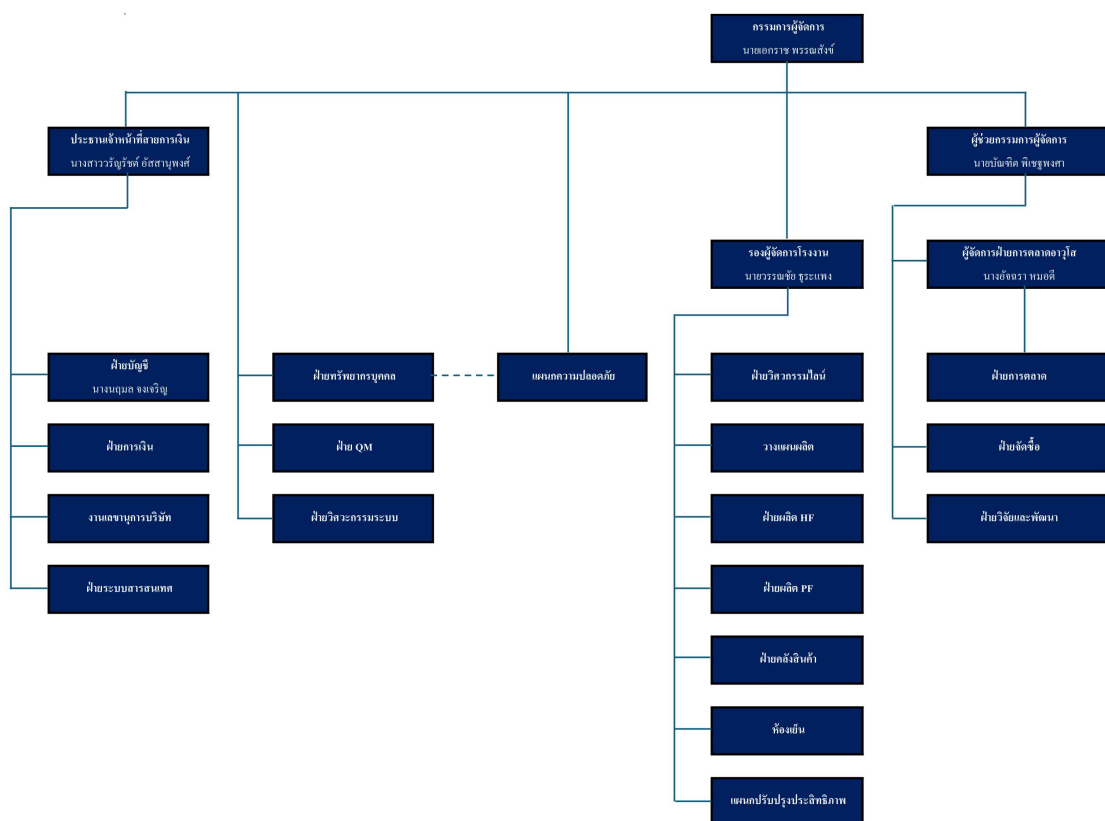 กรรมการผู้จัดการ
นายเอกราช พรรณสังข์
ประธานเจ้าหน้าที่สายการเงิน
นางสาววรัญรัชต์ อัสสานุพงศ์
ผู้ช่วยกรรมการผู้จัดการ
นายบัณฑิต พิเชฐพงศา
รองผู้จัดการโรงงาน
นายวรรณชัย ธุระแพง
ผู้จัดการฝ่ายการตลาดอาวุโส
นางอัจฉรา หมอดี
ฝ่ายบัญชี
นางนฤมล จงเจริญ
ฝ่ายทรัพยากรบุคคล
แผนกความปลอดภัย
ฝ่ายวิศวกรรมไลน์
ฝ่ายการตลาด
ฝ่ายการเงิน
ฝ่าย QM
วางแผนผลิต
ฝ่ายจัดซื้อ
งานเลขานุการบริษัท
ฝ่ายวิศวะกรรมระบบ
ฝ่ายผลิต HF
ฝ่ายวิจัยและพัฒนา
ฝ่ายระบบสารสนเทศ
ฝ่ายผลิต PF
ฝ่ายคลังสินค้า
ห้องเย็น
แผนกปรับปรุงประสิทธิภาพ